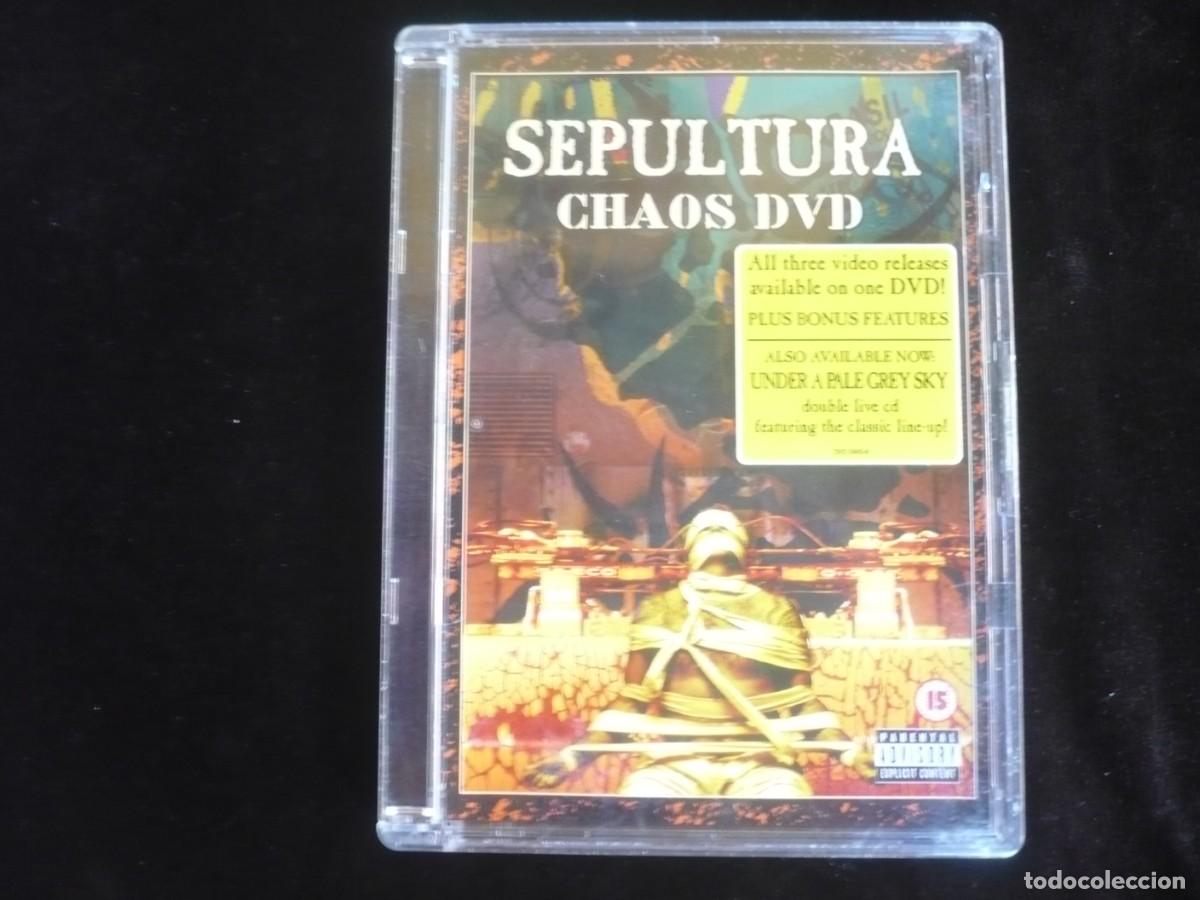 SEPULTURA
CHAOS DVD
All three video releases
available on one DVD!
PLUS BONUS FEATURES
ALSO AVAILABLE NOW:
UNDER A PALE GREY SKY
double live cd
featuring the classic line-up!
15
PARENTAL
ADVISORY
EXPLICIT CONTENT
todocoleccion